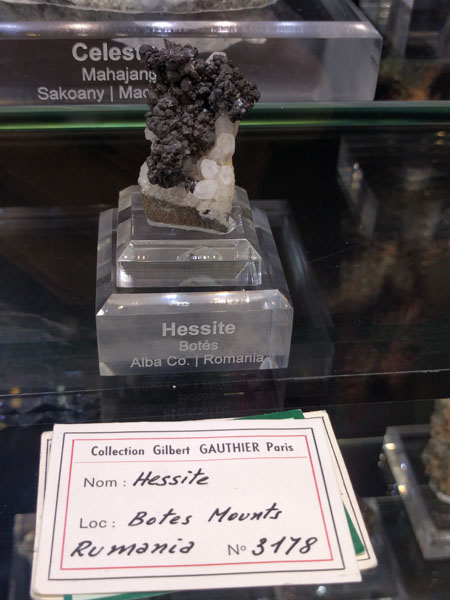 Mahajang
Sakoany | Mad
Hessite
Botés
Alba Co. | Romania
Collection Gilbert GAUTHIER Paris
Nom : Hessite
Loc : Botes Mounts
Rumania N° 3178